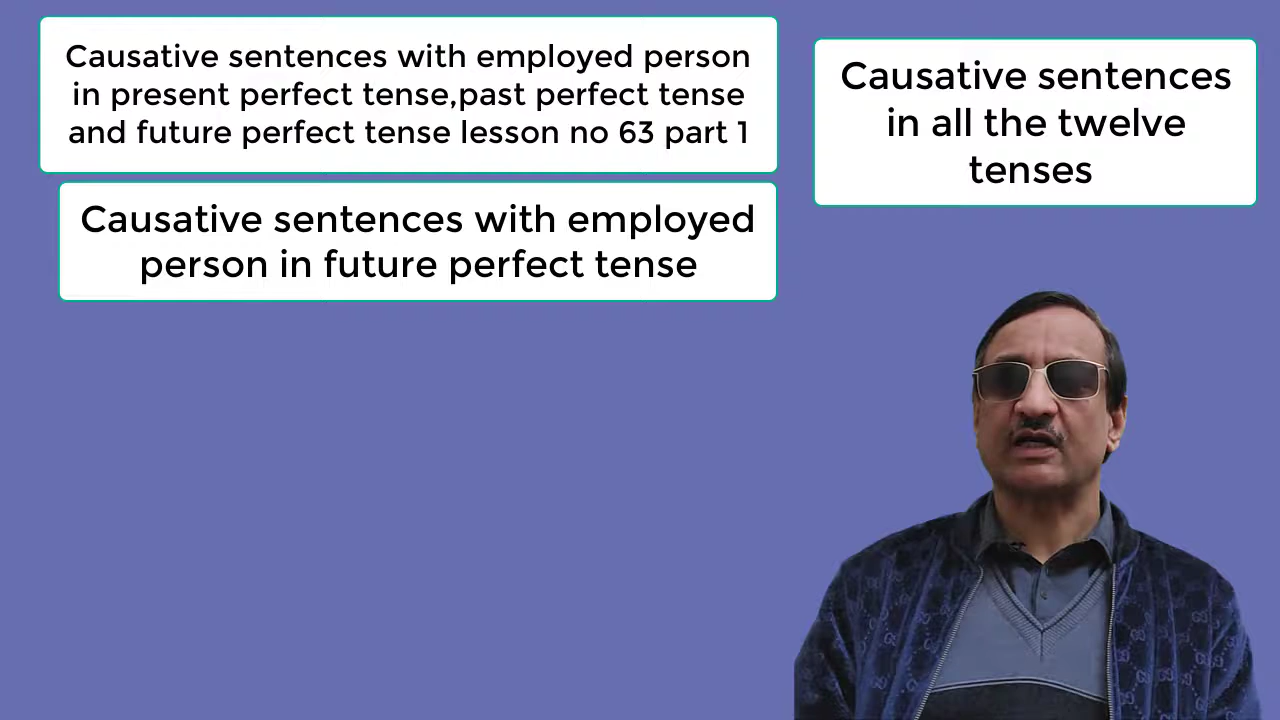 Causative sentences with employed person
in present perfect tense,past perfect tense
and future perfect tense lesson no 63 part 1
Causative sentences with employed
person in future perfect tense
Causative sentences
in all the twelve
tenses